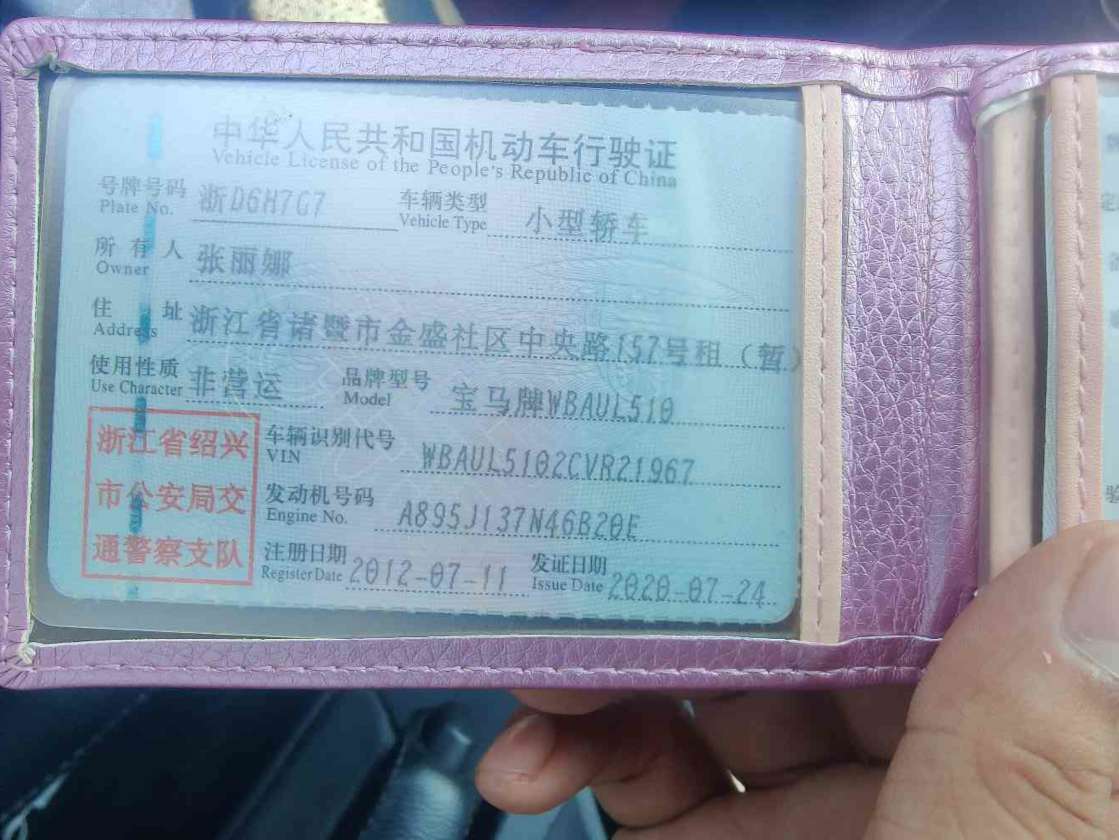 中华人民共和国机动车行驶证
Vehicle License of the People's Republic of China
号牌号码 浙D6H7G7 车辆类型 小型轿车
Plate No. Vehicle Type
所有人 张丽娜
Owner
住址 浙江省诸暨市金盛社区中央路157号租（暂）
Address
使用性质 非营运 品牌型号 宝马牌WBAUL510
Use Character Model
浙江省绍兴
市公安局交
通警察支队
车辆识别代号 WBAUL5102CVR21967
VIN
发动机号码 A895J137N46B20E
Engine No.
注册日期 2012-07-11 发证日期 2020-07-24
Register Date Issue Date